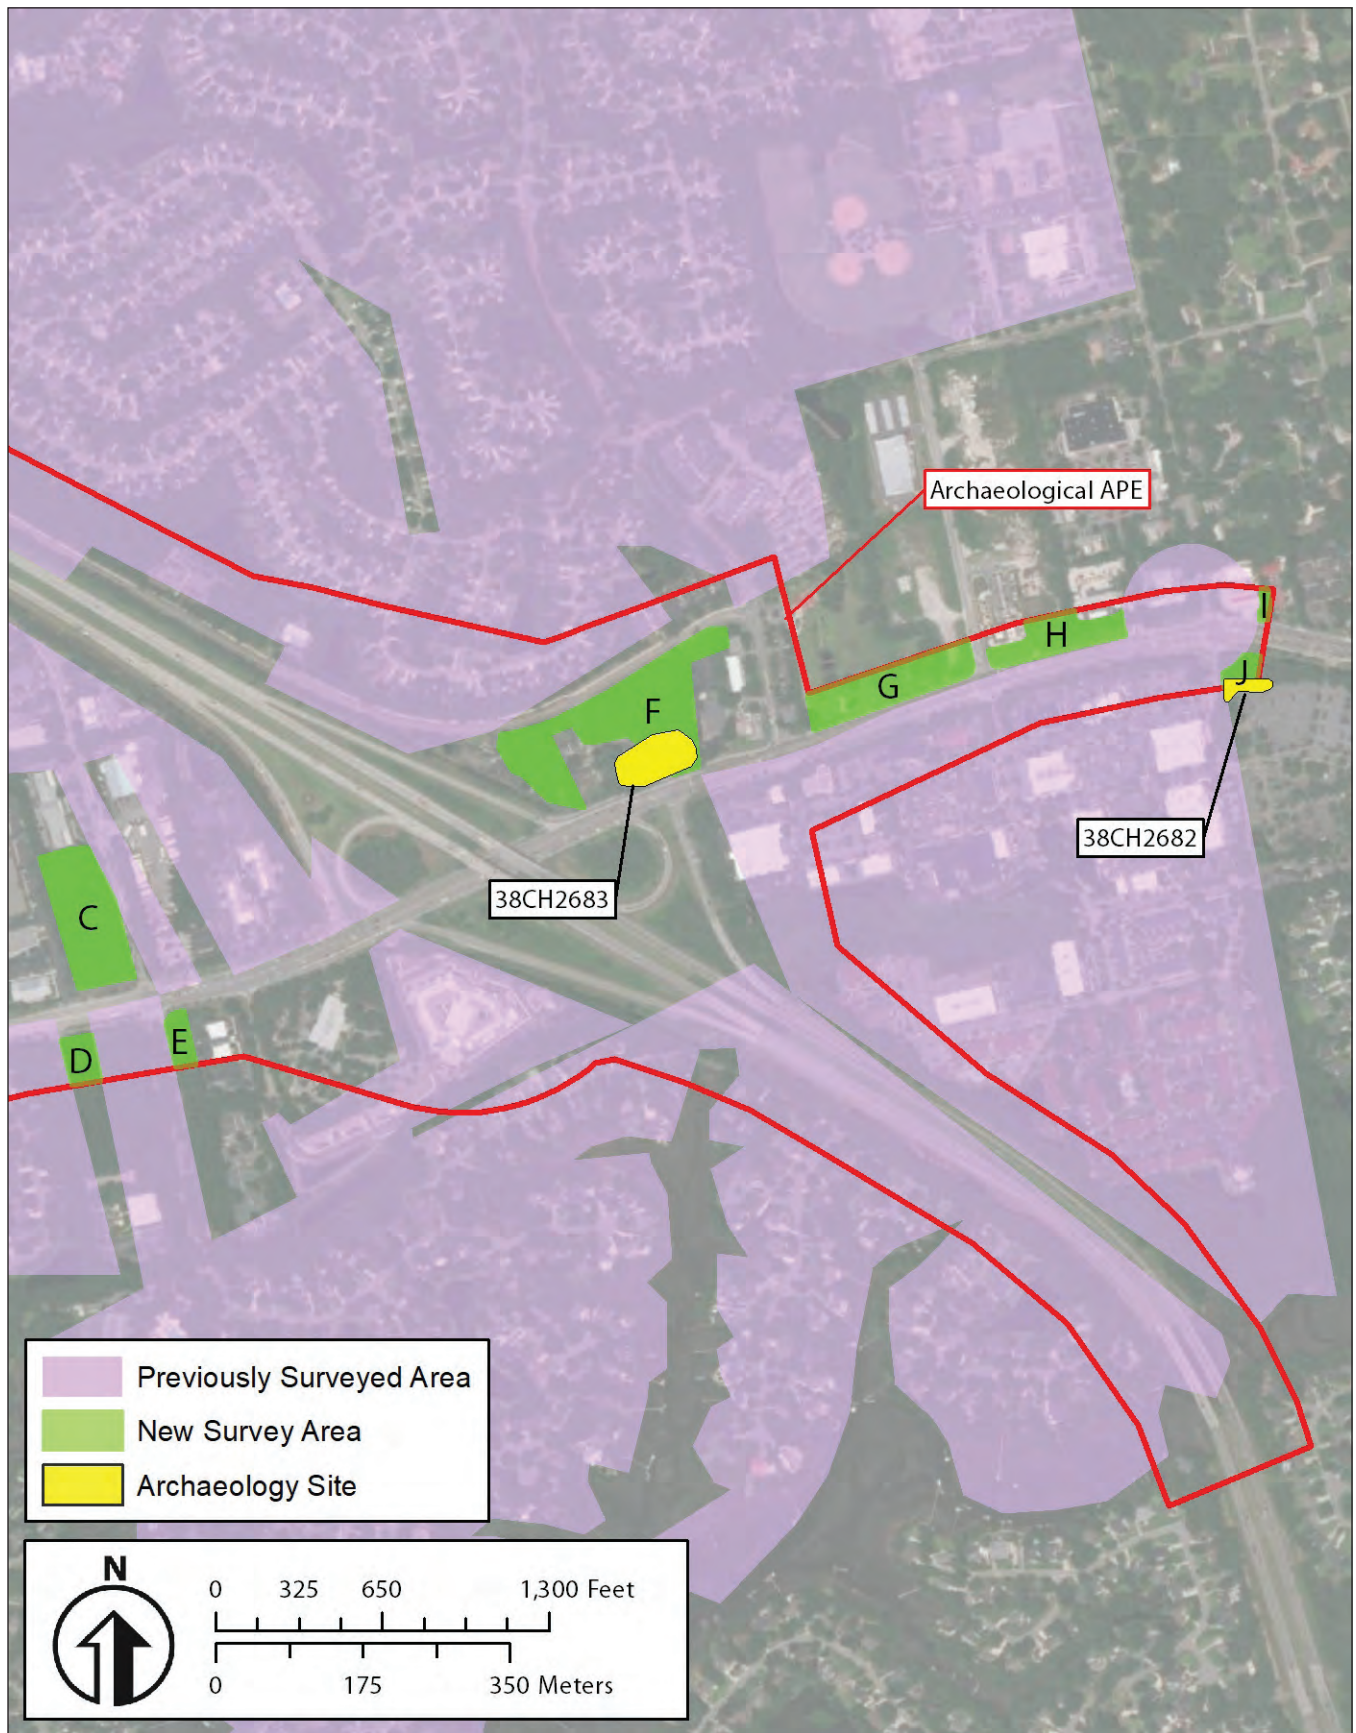 Archaeological APE
I
H
J
G
F
38CH2682
38CH2683
C
E
D
Previously Surveyed Area
New Survey Area
Archaeology Site
N
0 325 650 1,300 Feet
0 175 350 Meters